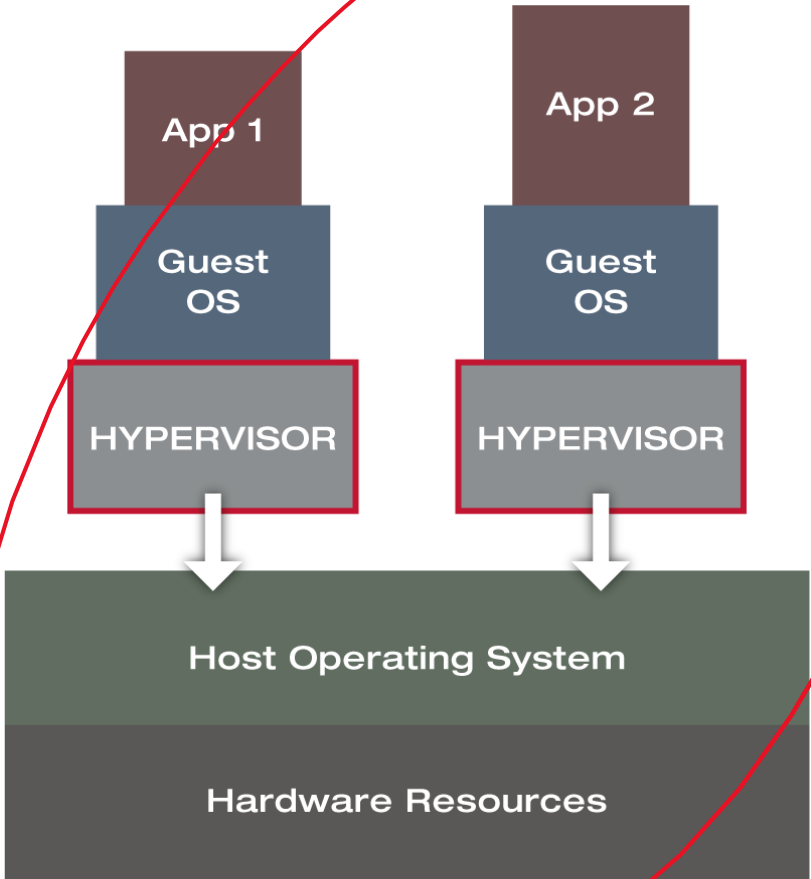 App 1
App 2
Guest
OS
Guest
OS
HYPERVISOR
HYPERVISOR
Host Operating System
Hardware Resources